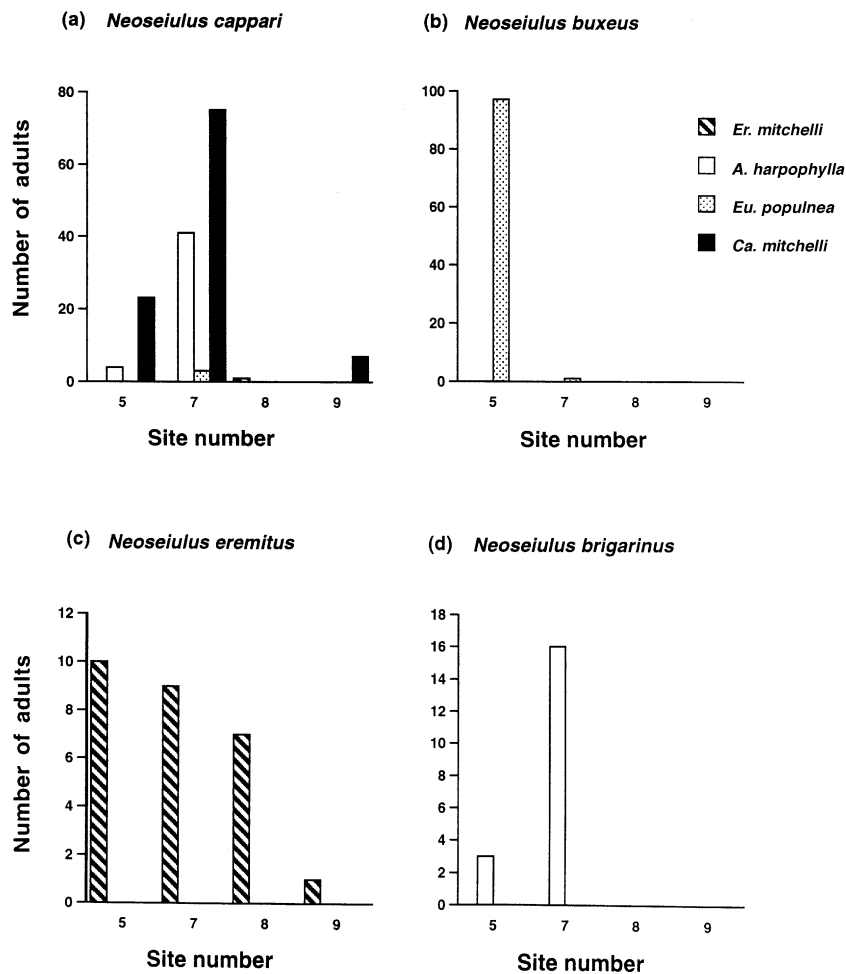 (a) Neoseiulus cappari
Number of adults
80
60
40
20
0
5 7 8 9
Site number
(b) Neoseiulus buxeus
100
80
60
40
20
0
5 7 8 9
Site number
Er. mitchelli
A. harpophylla
Eu. populnea
Ca. mitchelli
(c) Neoseiulus eremitus
Number of adults
12
10
8
6
4
2
0
5 7 8 9
Site number
(d) Neoseiulus brigarinus
18
16
14
12
10
8
6
4
2
0
5 7 8 9
Site number